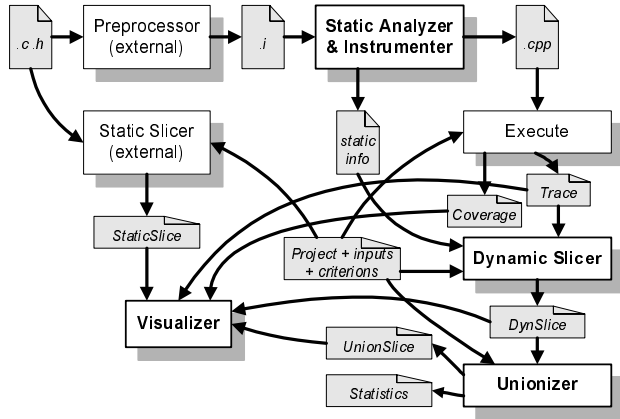 .c .h
Preprocessor
(external)
.i
Static Analyzer
& Instrumenter
.cpp
Static Slicer
(external)
static
info
Execute
Trace
Coverage
StaticSlice
Project + inputs
+ criterions
Dynamic Slicer
Visualizer
DynSlice
UnionSlice
Unionizer
Statistics